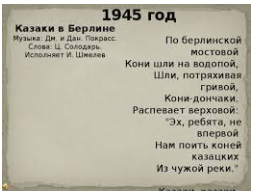 1945 год
Казаки в Берлине
Музыка: Дм. и Дан. Покрасс.
Слова: Ц. Солодарь.
Исполняет И. Шмелев
По берлинской
мостовой
Кони шли на водопой,
Шли, потряхивая
гривой,
Кони-дончаки.
Распевает верховой:
"Эх, ребята, не
впервой
Нам поить коней
казацких
Из чужой реки."